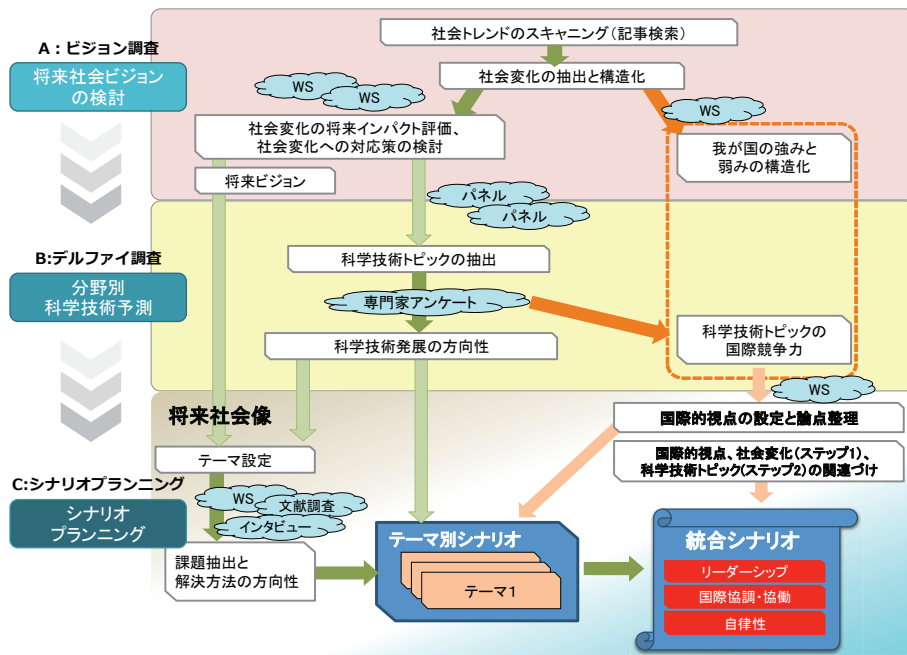 社会トレンドのスキャニング(記事検索)
A：ビジョン調査
将来社会ビジョン
の検討
社会変化の抽出と構造化
WS
WS
WS
社会変化の将来インパクト評価、
社会変化への対応策の検討
我が国の強みと
弱みの構造化
将来ビジョン
パネル
パネル
B:デルファイ調査
分野別
科学技術予測
科学技術トピックの抽出
専門家アンケート
科学技術発展の方向性
科学技術トピックの
国際競争力
WS
将来社会像
国際的視点の設定と論点整理
テーマ設定
国際的視点、社会変化(ステップ1)、
科学技術トピック(ステップ2)の関連づけ
C:シナリオプランニング
シナリオ
プランニング
WS
文献調査
インタビュー
課題抽出と
解決方法の方向性
テーマ別シナリオ
テーマ1
統合シナリオ
リーダーシップ
国際協調・協働
自律性